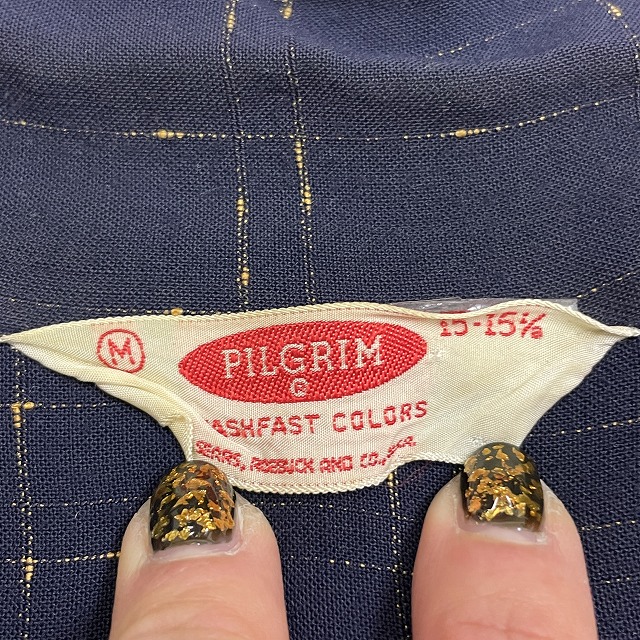 M
PILGRIM
®
ASHFAST COLORS
SEARS, ROEBUCK AND CO.,
15-15½